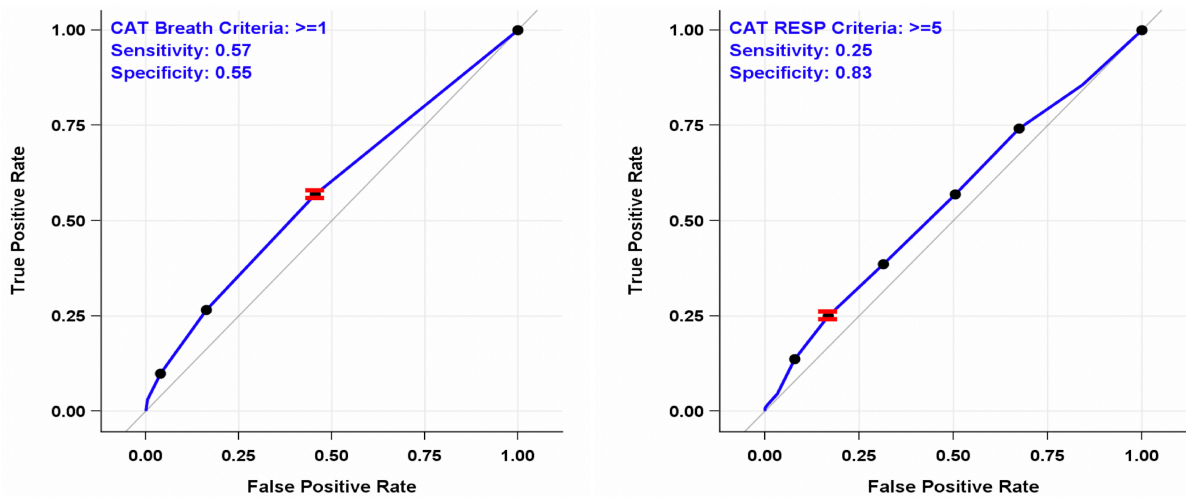 CAT Breath Criteria: >=1
Sensitivity: 0.57
Specificity: 0.55
1.00
0.75
0.50
0.25
0.00
True Positive Rate
0.00 0.25 0.50 0.75 1.00
False Positive Rate
CAT RESP Criteria: >=5
Sensitivity: 0.25
Specificity: 0.83
1.00
0.75
0.50
0.25
0.00
True Positive Rate
0.00 0.25 0.50 0.75 1.00
False Positive Rate